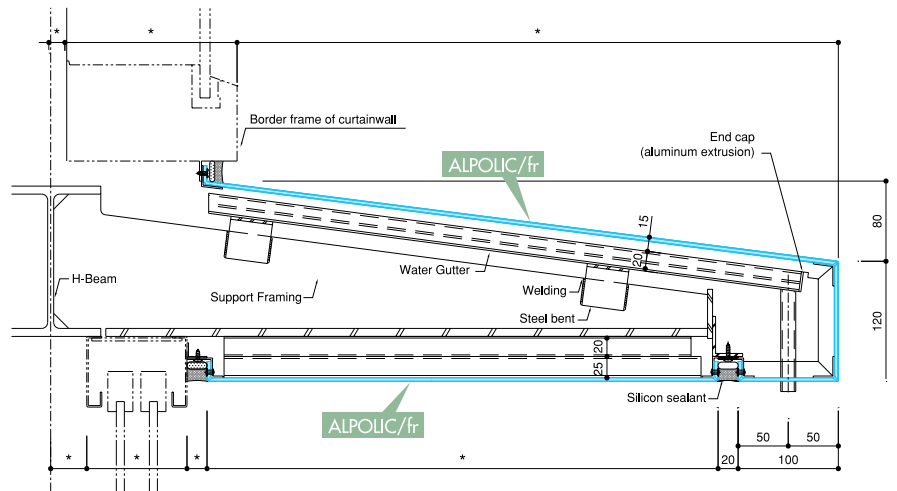 * * *
Border frame of curtainwall
End cap
(aluminum extrusion)
ALPOLIC/fr
15
80
20
Water Gutter
H-Beam
Welding
Support Framing
Steel bent
120
20
25
Silicon sealant
ALPOLIC/fr
50 50
* * * * 20 100